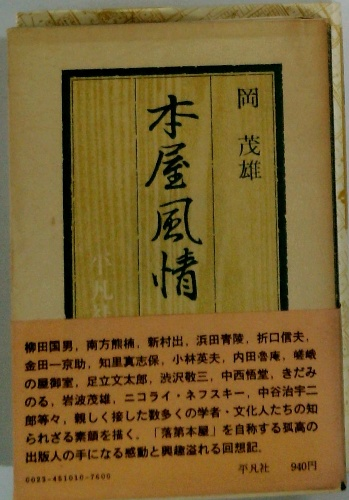 岡 茂雄
本屋風情
柳田国男，南方熊楠，新村出，浜田青陵，折口信夫，
金田一京助，知里真志保，小林英夫，内田魯庵，嵯峨
の屋御室，足立文太郎，渋沢敬三，中西悟堂，きだみ
のる，岩波茂雄，ニコライ・ネフスキー，中谷治宇二
郎等々，親しく接した数多くの学者・文化人たちの知
られざる素顔を描く．「落第本屋」を自称する孤高の
出版人の手になる感動と興趣溢れる回想記．
平凡社 940円
0023-451010-7600